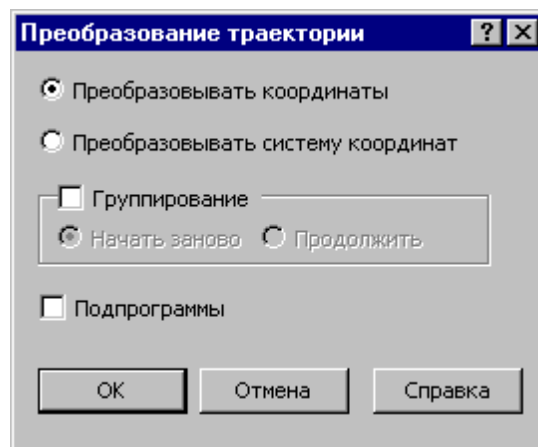 Преобразование траектории
Преобразовывать координаты
Преобразовывать систему координат
Группирование
Начать заново Продолжить
Подпрограммы
OK Отмена Справка